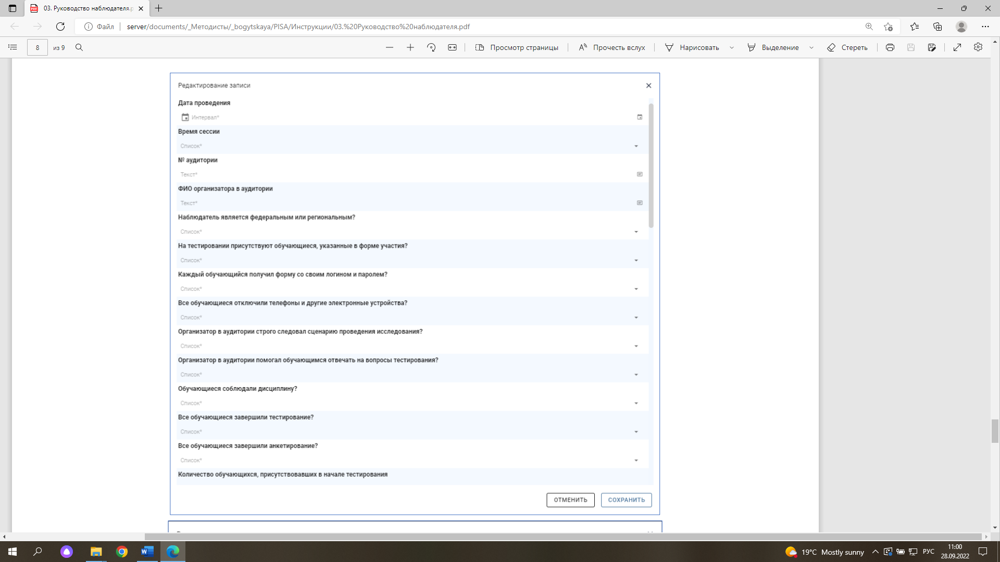 03. Руководство наблюдателя.р
Файл
server/documents/_Методисты/_bogytskaya/PISA/Инструкции/03.%20Руководство%20наблюдателя.pdf
8 из 9
Просмотр страницы
Прочесть вслух
Нарисовать
Выделение
Стереть
Редактирование записи
Дата проведения
Интервал*
Время сессии
Список*
№ аудитории
Текст*
ФИО организатора в аудитории
Текст*
Наблюдатель является федеральным или региональным?
Список*
На тестировании присутствуют обучающиеся, указанные в форме участия?
Список*
Каждый обучающийся получил форму со своим логином и паролем?
Список*
Все обучающиеся отключили телефоны и другие электронные устройства?
Список*
Организатор в аудитории строго следовал сценарию проведения исследования?
Список*
Организатор в аудитории помогал обучающимся отвечать на вопросы тестирования?
Список*
Обучающиеся соблюдали дисциплину?
Список*
Все обучающиеся завершили тестирование?
Список*
Все обучающиеся завершили анкетирование?
Список*
Количество обучающихся, присутствовавших в начале тестирования
ОТМЕНИТЬ
СОХРАНИТЬ
19°C Mostly sunny
РУС
11:00
28.09.2022